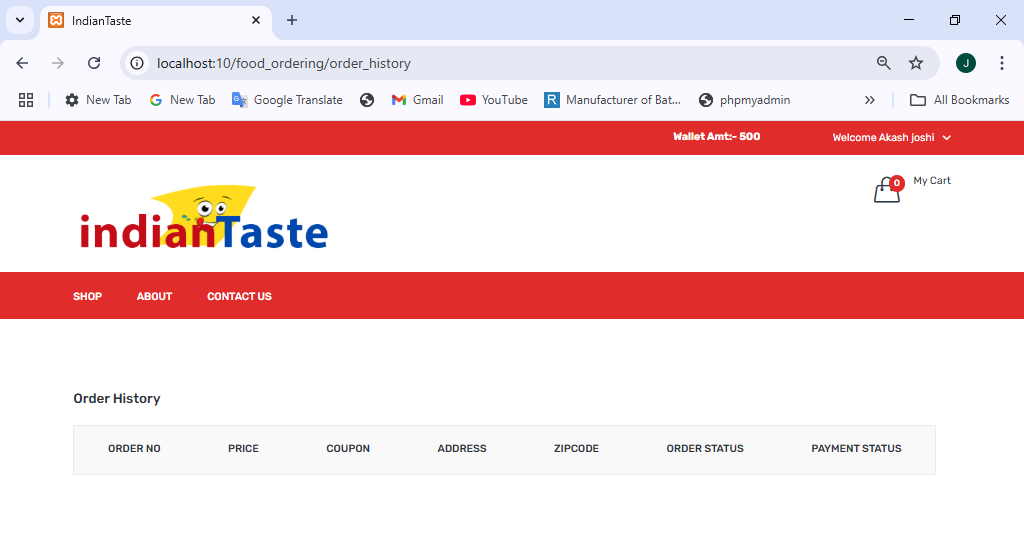 IndianTaste
localhost:10/food_ordering/order_history
J
New Tab
New Tab
Google Translate
Gmail
YouTube
R Manufacturer of Bat...
phpmyadmin
All Bookmarks
Wallet Amt:- 500
Welcome Akash joshi
indianTaste
0
My Cart
SHOP ABOUT CONTACT US
Order History
ORDER NO PRICE COUPON ADDRESS ZIPCODE ORDER STATUS PAYMENT STATUS